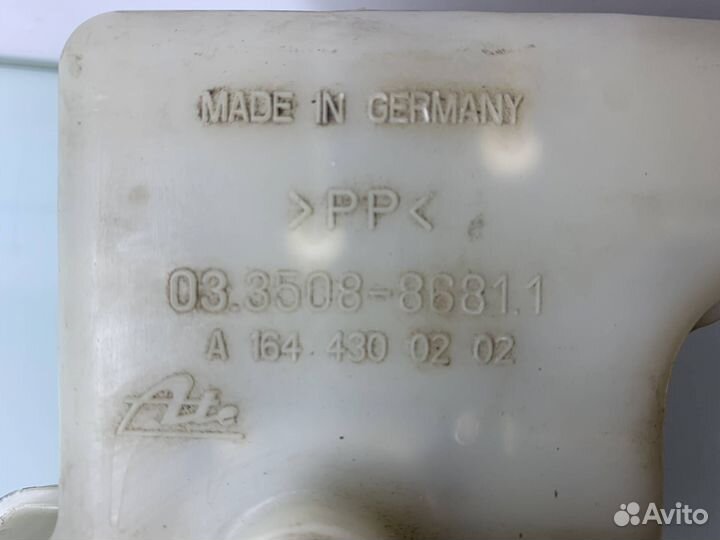 MADE IN GERMANY
>PP<
03.3508-8681.1
A 164 430 02 02
Ate
Avito